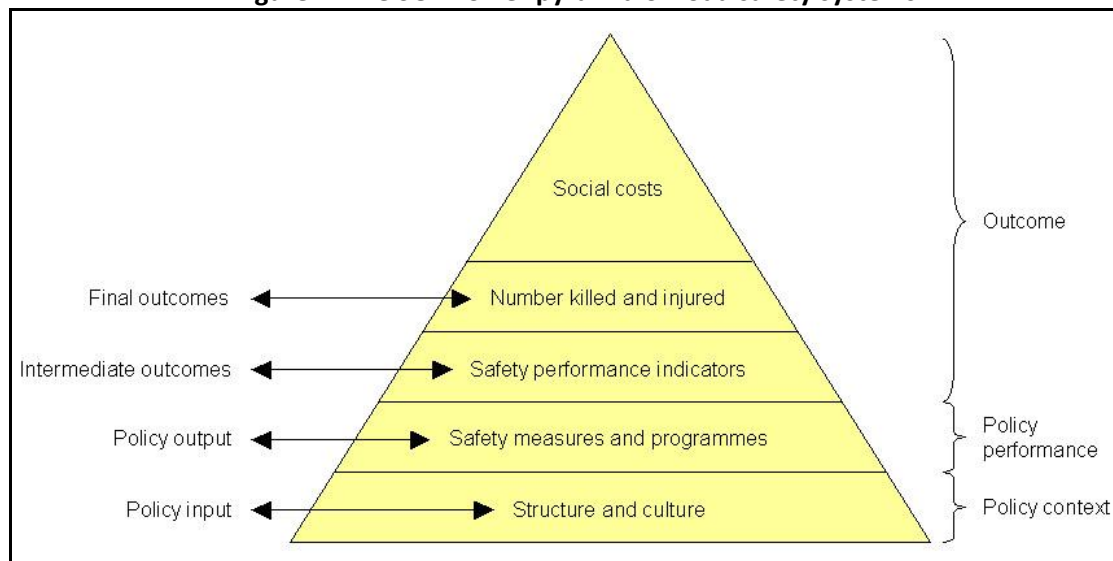 Social costs
Outcome
Final outcomes
Number killed and injured
Intermediate outcomes
Safety performance indicators
Policy output
Safety measures and programmes
Policy
performance
Policy input
Structure and culture
Policy context